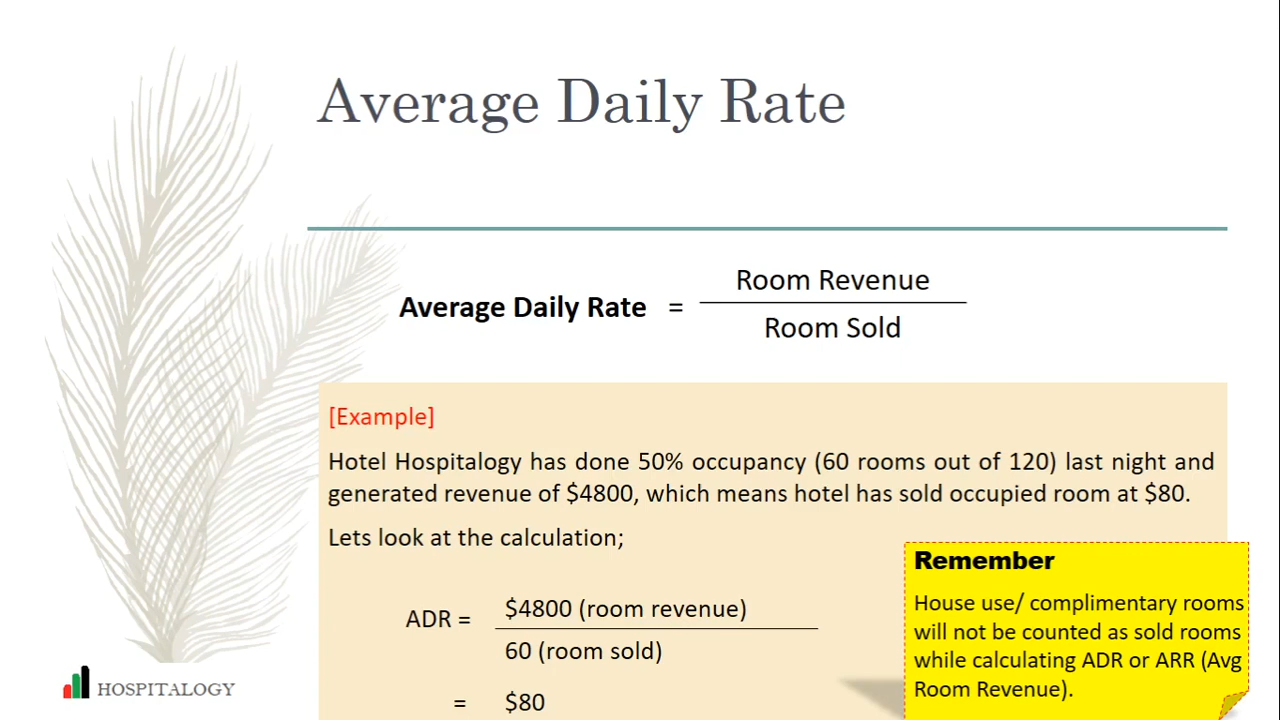 Average Daily Rate
Average Daily Rate = Room Revenue
Room Sold
[Example]
Hotel Hospitalogy has done 50% occupancy (60 rooms out of 120) last night and
generated revenue of $4800, which means hotel has sold occupied room at $80.
Lets look at the calculation;
ADR = $4800 (room revenue)
60 (room sold)
= $80
Remember
House use/ complimentary rooms
will not be counted as sold rooms
while calculating ADR or ARR (Avg
Room Revenue).
HOSPITALOGY